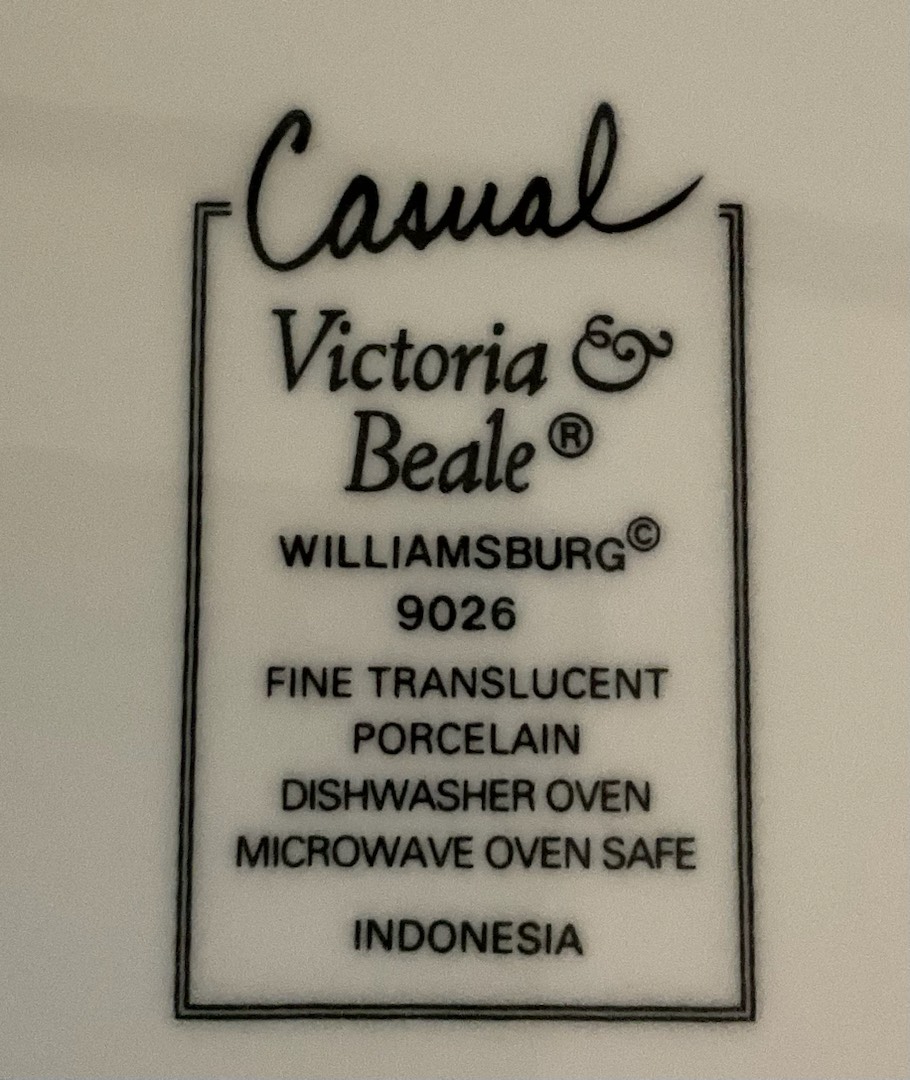 Casual
Victoria &
Beale®
WILLIAMSBURG©
9026
FINE TRANSLUCENT
PORCELAIN
DISHWASHER OVEN
MICROWAVE OVEN SAFE
INDONESIA